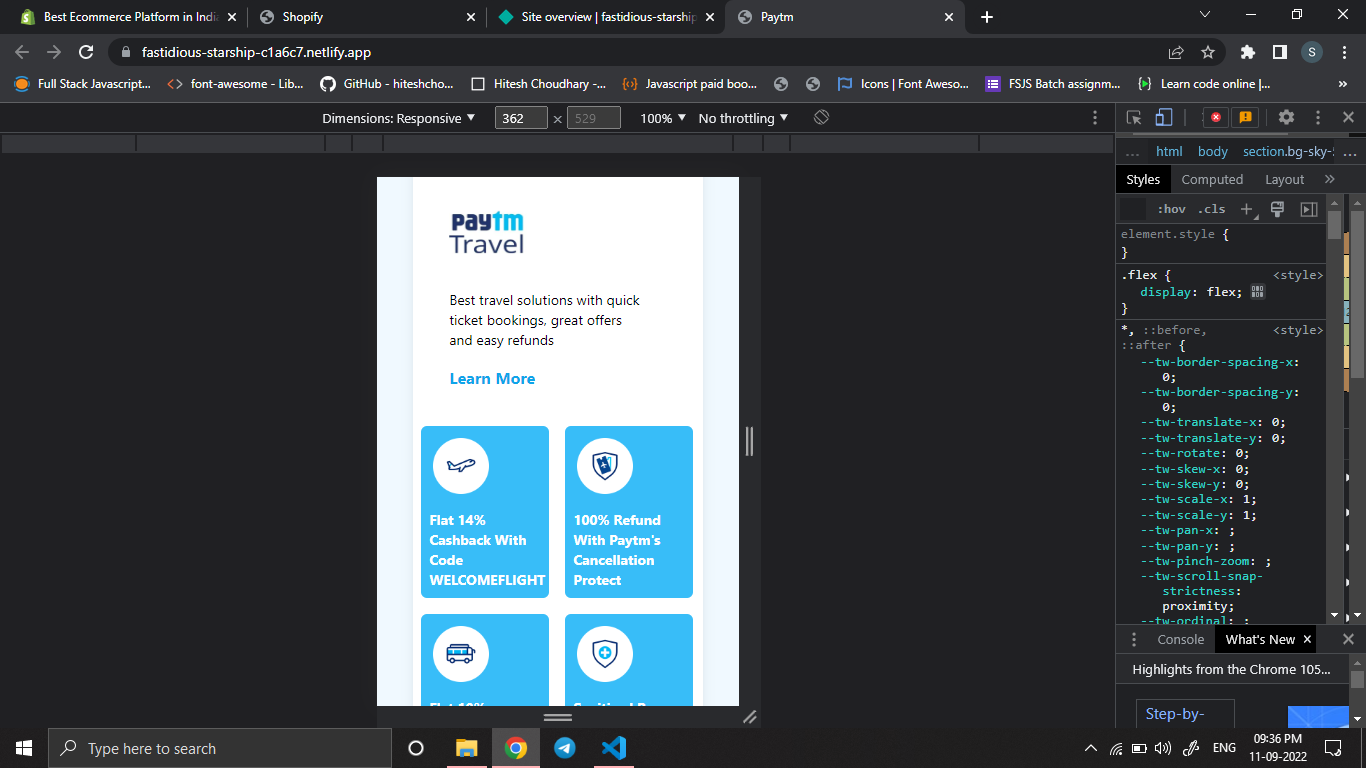 Best Ecommerce Platform in Indi
Shopify
Site overview | fastidious-starship
Paytm
fastidious-starship-c1a6c7.netlify.app
S
Full Stack Javascript...
font-awesome - Lib...
GitHub - hiteshcho...
Hitesh Choudhary -...
Javascript paid boo...
Icons | Font Aweso...
FSJS Batch assignm...
Learn code online |...
»
Dimensions: Responsive
362
×
529
100%
No throttling
... html body section.bg-sky- ...
Styles
Computed
Layout
»
:hov .cls
element.style {
}
.flex { <style>
display: flex;
}
*, ::before, <style>
::after {
--tw-border-spacing-x:
0;
--tw-border-spacing-y:
0;
--tw-translate-x: 0;
--tw-translate-y: 0;
--tw-rotate: 0;
--tw-skew-x: 0;
--tw-skew-y: 0;
--tw-scale-x: 1;
--tw-scale-y: 1;
--tw-pan-x: ;
--tw-pan-y: ;
--tw-pinch-zoom: ;
--tw-scroll-snap-
strictness:
proximity;
--tw-ordinal: ;
Console
What's New
Highlights from the Chrome 105...
Step-by-
paytm
Travel
Best travel solutions with quick
ticket bookings, great offers
and easy refunds
Learn More
Flat 14%
Cashback With
Code
WELCOMEFLIGHT
100% Refund
With Paytm's
Cancellation
Protect
Type here to search
ENG
09:36 PM
11-09-2022